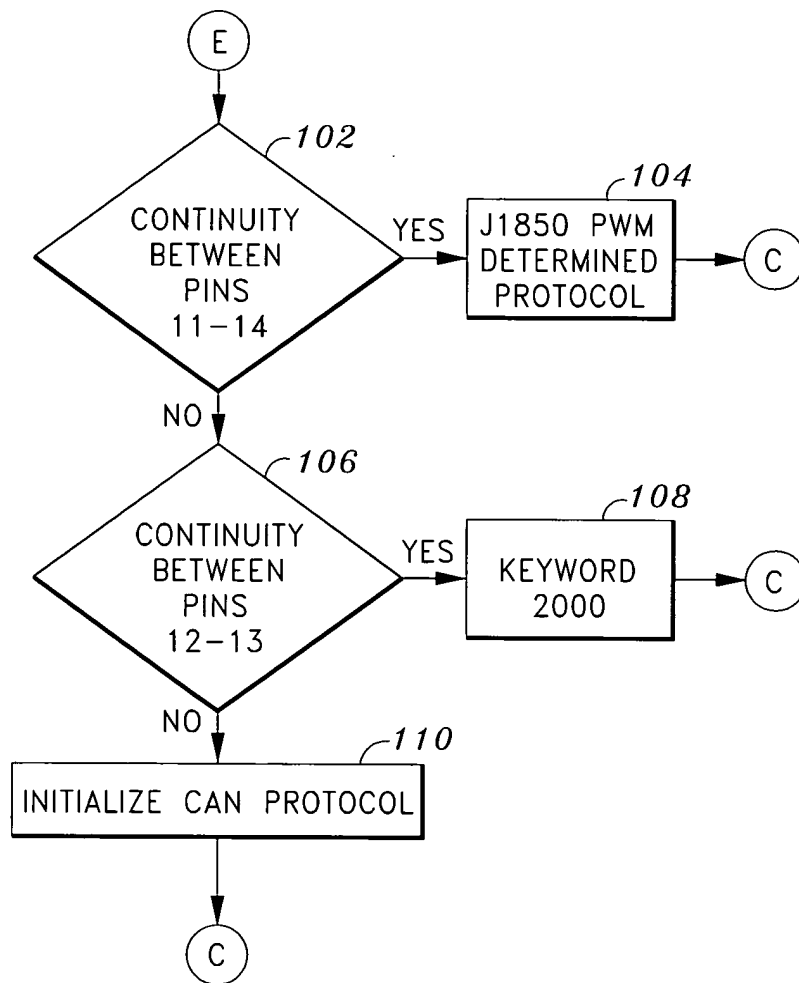 E
102
CONTINUITY
BETWEEN
PINS
11-14
YES
104
J1850 PWM
DETERMINED
PROTOCOL
C
NO
106
CONTINUITY
BETWEEN
PINS
12-13
YES
108
KEYWORD
2000
C
NO
110
INITIALIZE CAN PROTOCOL
C